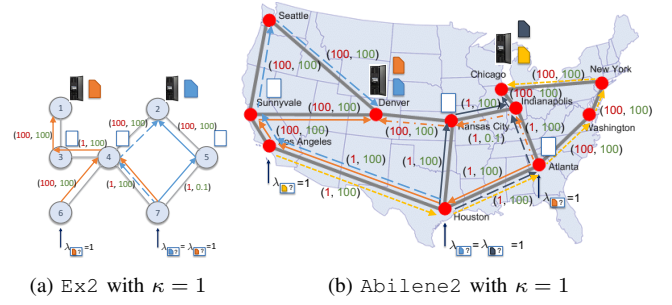 1
2
3
4
5
6
7
(100, 100)
(1, 100)
(100, 100)
(100, 100)
(1, 100)
(1, 0.1)
λ ? =1
λ ? = λ ? =1
(a) Ex2 with κ = 1
Seattle
(100, 100)
(100, 100)
Sunnyvale
(100, 100)
Denver
(100, 100)
Los Angeles
(100, 100)
Kansas City
(1, 100)
Chicago
(100, 100)
New York
(100, 100)
Indianapolis
(1, 0.1)
(100, 100)
Washington
(100, 100)
Atlanta
(1, 100)
(1, 100)
(1, 100)
(1, 100)
Houston
λ ? =1
λ ? =1
λ ? = λ ? =1
(b) Abilene2 with κ = 1